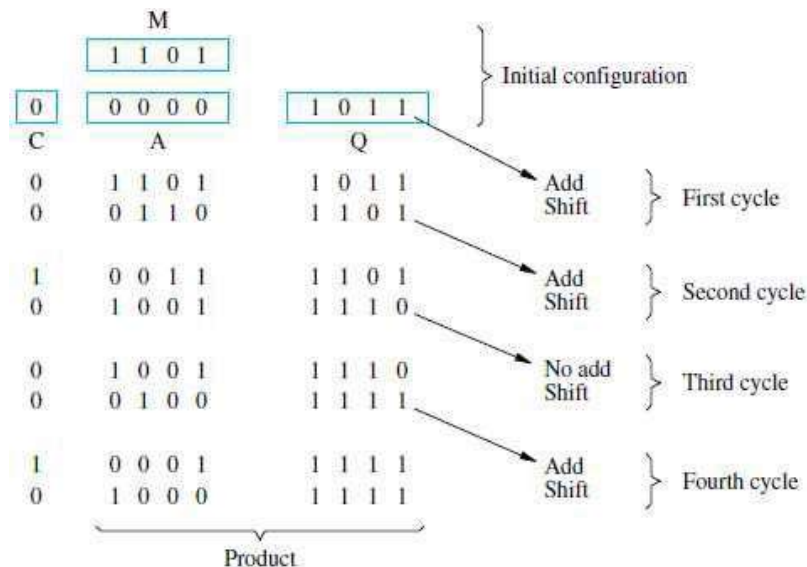 M
1 1 0 1
Initial configuration
0 0 0 0 0 1 0 1 1
C A Q
0 1 1 0 1 1 0 1 1 Add
First cycle
0 0 1 1 0 1 1 0 1 Shift
1 0 0 1 1 1 1 0 1 Add
Second cycle
0 1 0 0 1 1 1 1 0 Shift
0 1 0 0 1 1 1 1 0 No add
Third cycle
0 0 1 0 0 1 1 1 1 Shift
1 0 0 0 1 1 1 1 1 Add
Fourth cycle
0 1 0 0 0 1 1 1 1 Shift
Product